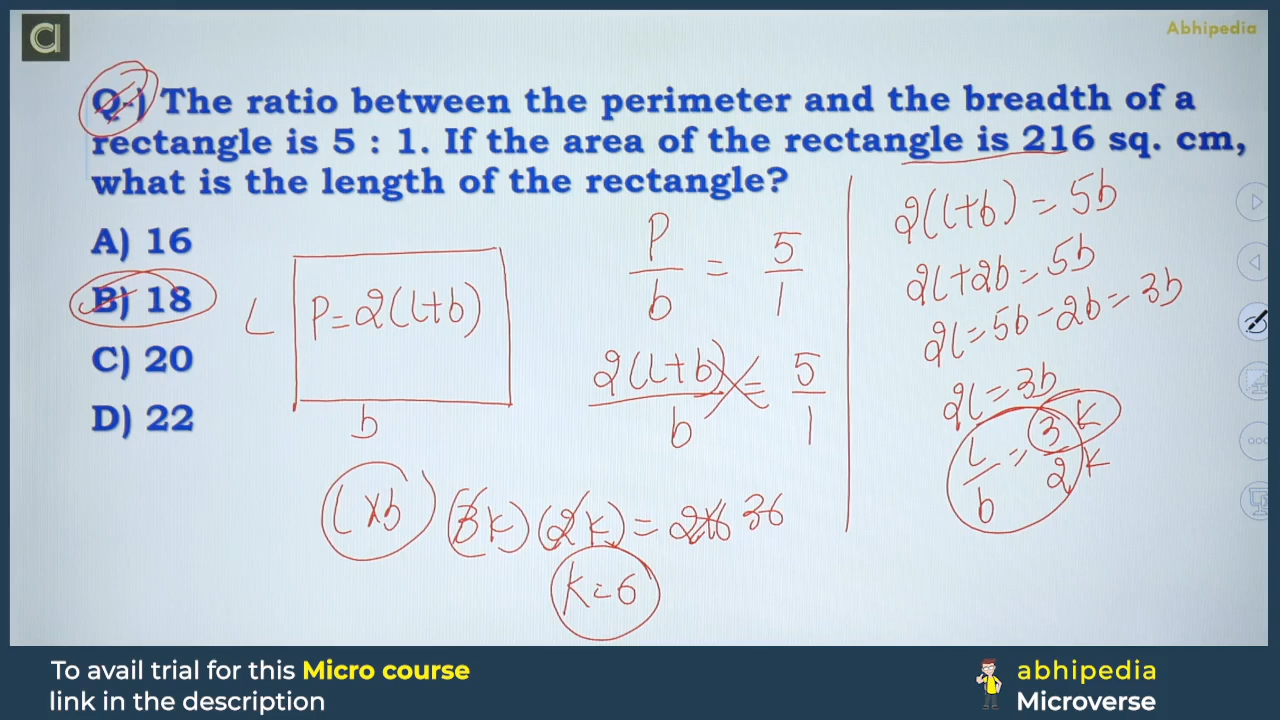 Abhipedia
Q-) The ratio between the perimeter and the breadth of a
rectangle is 5 : 1. If the area of the rectangle is 216 sq. cm,
what is the length of the rectangle?
A) 16
B) 18
C) 20
D) 22
L
P=2(l+b)
b
P/b = 5/1
2(l+b)/b = 5/1
(l×b) (3k)(2k) = 216 36
k=6
2(l+b) = 5b
2l+2b=5b
2l=5b-2b=3b
2l=3b
l/b = 3k/2k
To avail trial for this Micro course
link in the description
abhipedia
Microverse